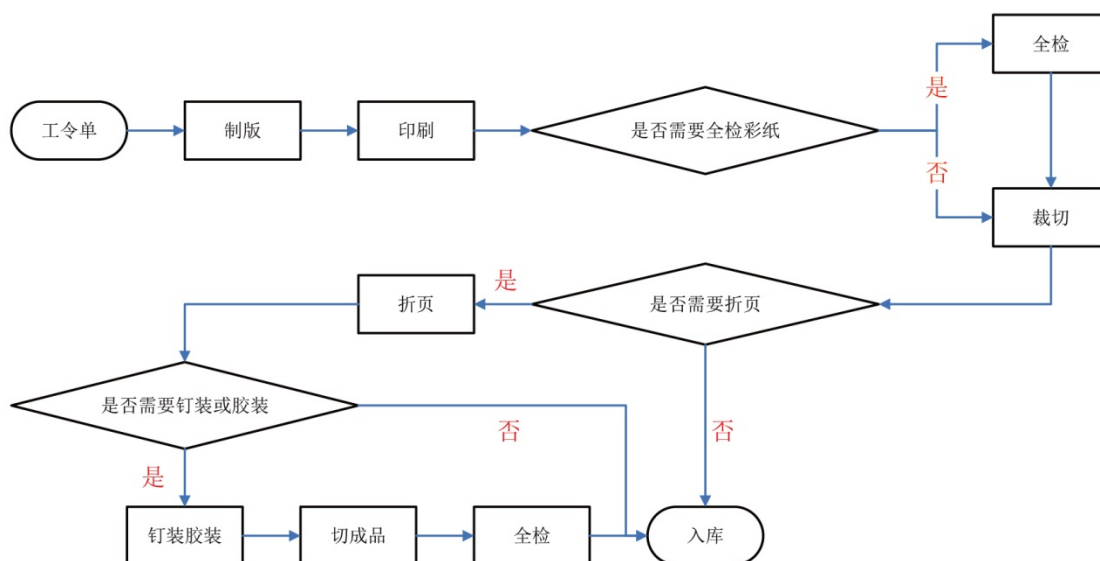 全检
是
工令单
制版
印刷
是否需要全检彩纸
否
裁切
是
折页
是否需要折页
是否需要钉装或胶装
否
否
是
钉装胶装
切成品
全检
入库